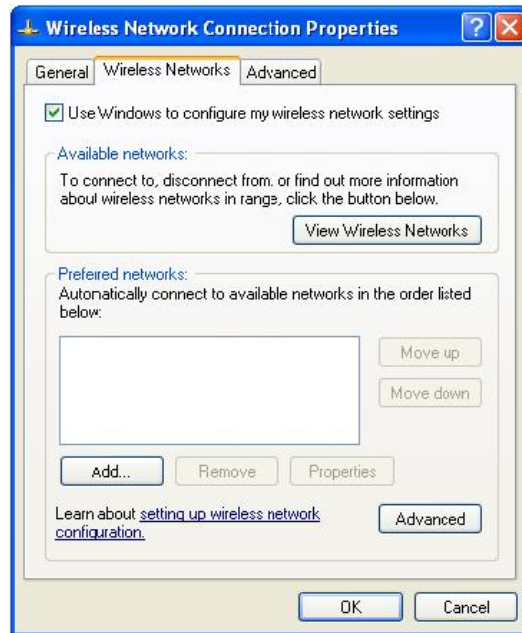 Wireless Network Connection Properties
General Wireless Networks Advanced
Use Windows to configure my wireless network settings
Available networks:
To connect to, disconnect from, or find out more information
about wireless networks in range, click the button below.
View Wireless Networks
Preferred networks:
Automatically connect to available networks in the order listed
below:
Move up
Move down
Add... Remove Properties
Learn about setting up wireless network
configuration.
Advanced
OK Cancel